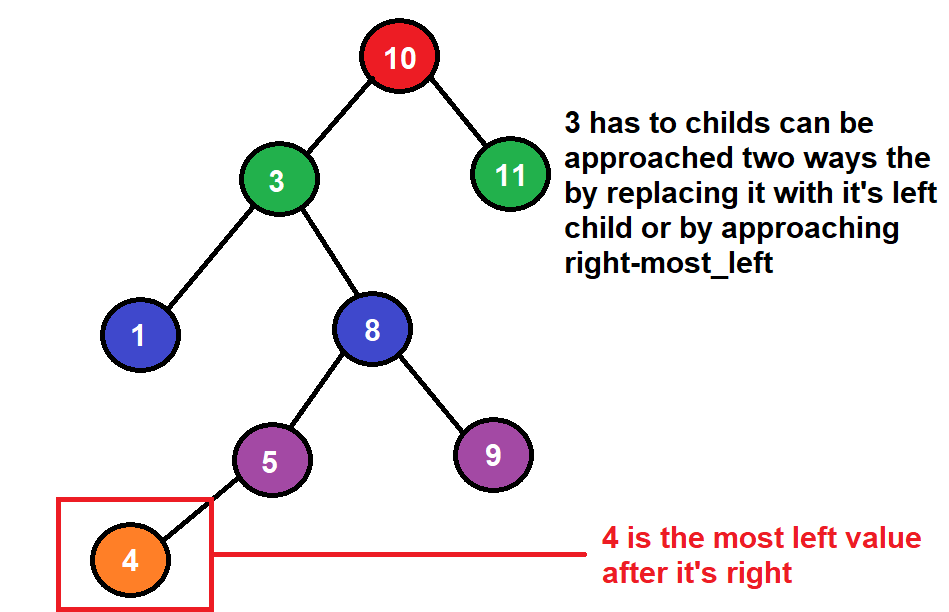 10
3
11
3 has to childs can be
approached two ways the
by replacing it with it's left
child or by approaching
right-most_left
1
8
5
9
4
4 is the most left value
after it's right